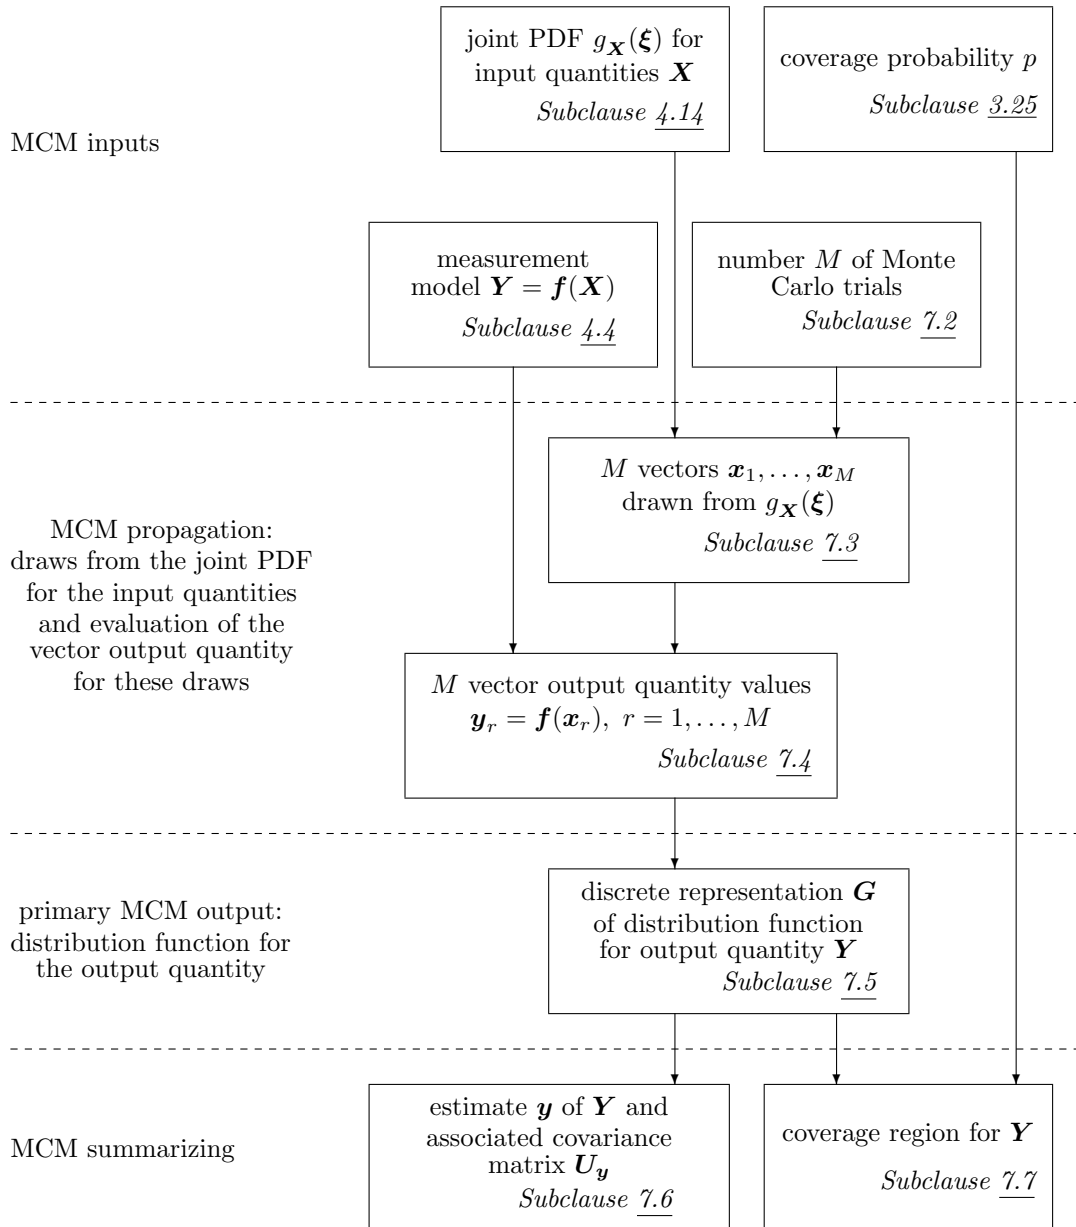 joint PDF g_X(ξ) for
input quantities X
Subclause 4.14
coverage probability p
Subclause 3.25
MCM inputs
measurement
model Y = f(X)
Subclause 4.4
number M of Monte
Carlo trials
Subclause 7.2
MCM propagation:
draws from the joint PDF
for the input quantities
and evaluation of the
vector output quantity
for these draws
M vectors x₁, . . . , x_M
drawn from g_X(ξ)
Subclause 7.3
M vector output quantity values
y_r = f(x_r), r = 1, . . . , M
Subclause 7.4
primary MCM output:
distribution function for
the output quantity
discrete representation G
of distribution function
for output quantity Y
Subclause 7.5
MCM summarizing
estimate y of Y and
associated covariance
matrix U_y
Subclause 7.6
coverage region for Y
Subclause 7.7